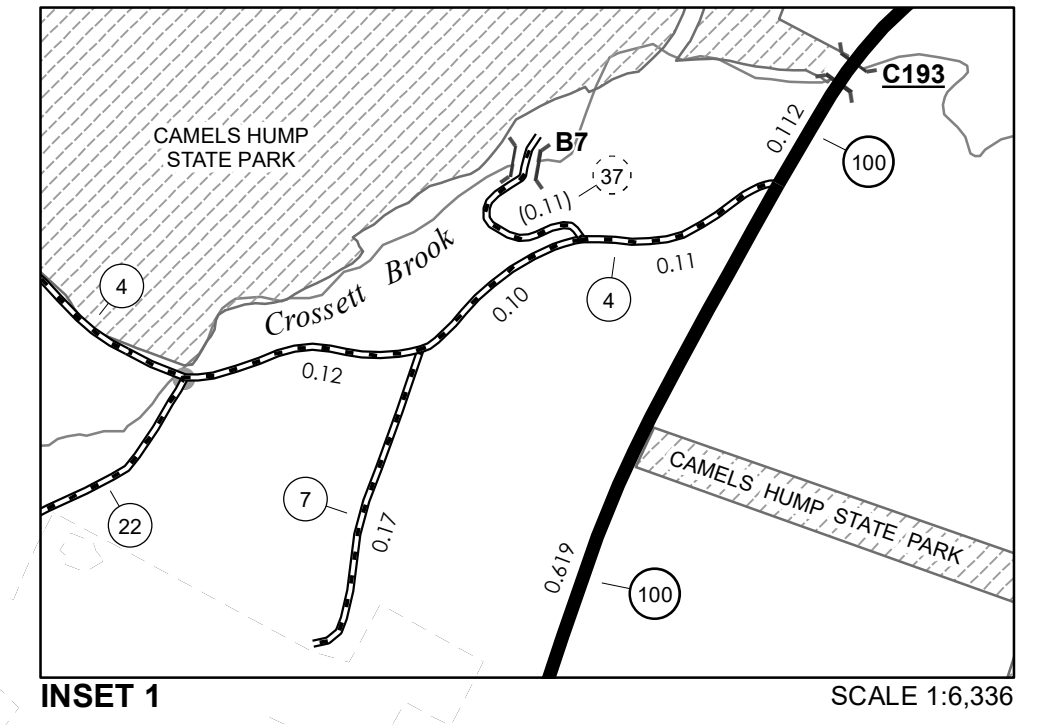 C193
CAMELS HUMP
STATE PARK
B7
0.112
100
37
(0.11)
Crossett Brook
4
0.11
4
0.10
0.12
CAMELS HUMP STATE PARK
7
22
0.17
0.619
100
INSET 1
SCALE 1:6,336